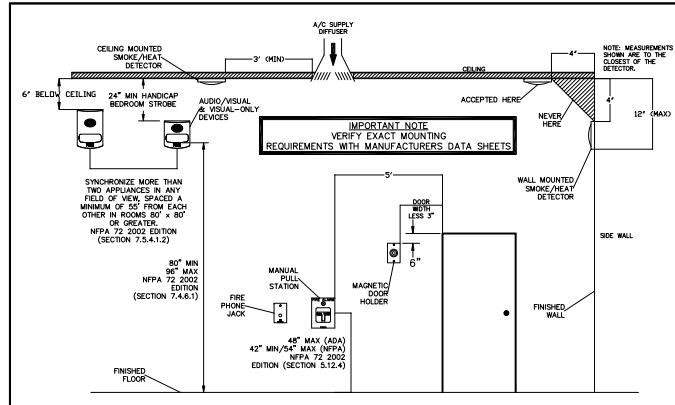 A/C SUPPLY
DIFFUSER
CEILING MOUNTED
SMOKE/HEAT
DETECTOR
3' (MIN)
CEILING
4"
NOTE: MEASUREMENTS
SHOWN ARE TO THE
CLOSEST OF THE
DETECTOR.
6" BELOW CEILING
24" MIN HANDICAP
BEDROOM STROBE
AUDIO/VISUAL
& VISUAL-ONLY
DEVICES
ACCEPTED HERE
NEVER
HERE
4'
12" (MAX)
IMPORTANT NOTE
VERIFY EXACT MOUNTING
REQUIREMENTS WITH MANUFACTURERS DATA SHEETS
WALL MOUNTED
SMOKE/HEAT
DETECTOR
SYNCHRONIZE MORE THAN
TWO APPLIANCES IN ANY
FIELD OF VIEW, SPACED A
MINIMUM OF 55' FROM EACH
OTHER IN ROOMS 80' x 80'
OR GREATER.
NFPA 72 2002 EDITION
(SECTION 7.5.4.1.2)
5'
DOOR
WIDTH
LESS 3"
6"
SIDE WALL
80" MIN
96" MAX
NFPA 72 2002
EDITION
(SECTION 7.4.6.1)
MANUAL
PULL
STATION
MAGNETIC
DOOR
HOLDER
FIRE
PHONE
JACK
FIRE ALARM
48" MAX (ADA)
42" MIN/54" MAX (NFPA)
NFPA 72 2002
EDITION (SECTION 5.12.4)
FINISHED
WALL
FINISHED
FLOOR